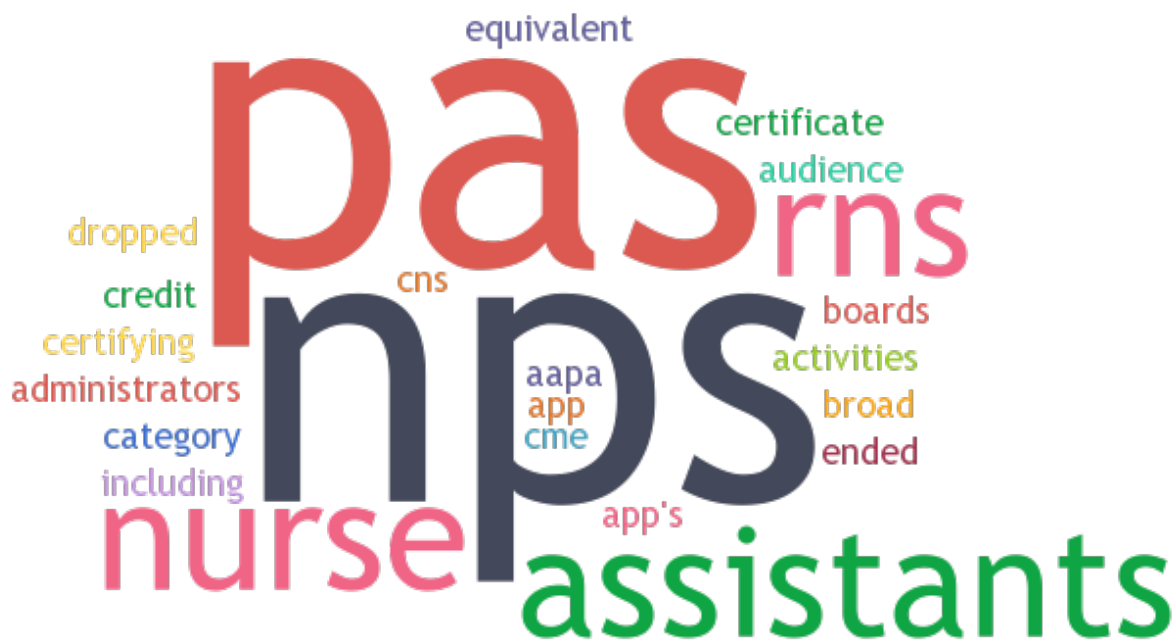 equivalent
pas
certificate
audience
rns
dropped
cns
credit
nps
boards
certifying
activities
aapa
administrators
app
broad
category
cme
ended
including
nurse
app's
assistants